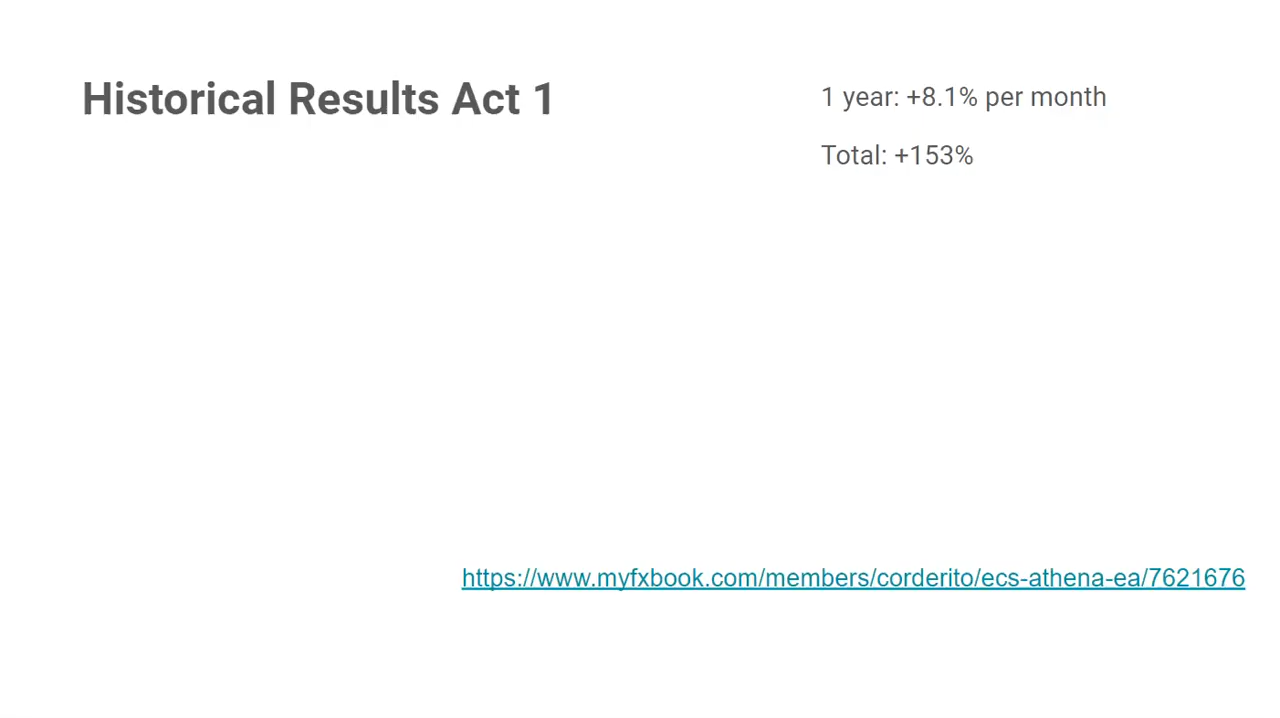 Historical Results Act 1
1 year: +8.1% per month
Total: +153%
https://www.myfxbook.com/members/corderito/ecs-athena-ea/7621676